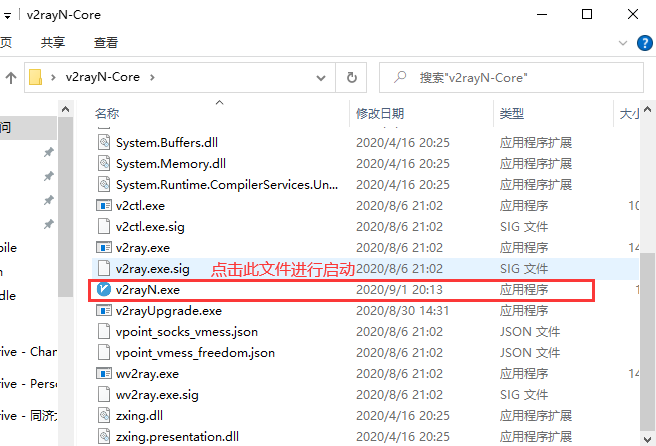 v2rayN-Core
页 共享 查看
v2rayN-Core
搜索"v2rayN-Core"
名称 修改日期 类型 大小
问
System.Buffers.dll 2020/4/16 20:25 应用程序扩展
System.Memory.dll 2020/4/16 20:25 应用程序扩展
System.Runtime.CompilerServices.Un... 2020/4/16 20:25 应用程序扩展
v2ctl.exe 2020/8/6 21:02 应用程序 10
v2ctl.exe.sig 2020/8/6 21:02 SIG 文件
v2ray.exe 2020/8/6 21:02 应用程序 14
v2ray.exe.sig 点击此文件进行启动 2020/8/6 21:02 SIG 文件
v2rayN.exe 2020/9/1 20:13 应用程序 1
v2rayUpgrade.exe 2020/8/30 14:31 应用程序
vpoint_socks_vmess.json 2020/8/6 21:02 JSON 文件
rive - Chan
vpoint_vmess_freedom.json 2020/8/6 21:02 JSON 文件
wv2ray.exe 2020/8/6 21:02 应用程序 14
rive - Perso
wv2ray.exe.sig 2020/8/6 21:02 SIG 文件
rive - 同济
zxing.dll 2020/4/16 20:25 应用程序扩展
zxing.presentation.dll 2020/4/16 20:25 应用程序扩展